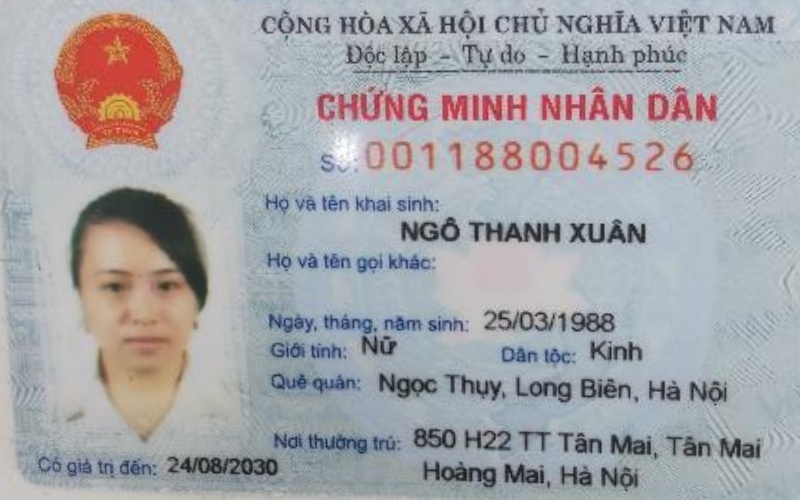 CỘNG HÒA XÃ HỘI CHỦ NGHĨA VIỆT NAM
Độc lập - Tự do - Hạnh phúc
CHỨNG MINH NHÂN DÂN
Số: 001188004526
Họ và tên khai sinh:
NGÔ THANH XUÂN
Họ và tên gọi khác:
Ngày, tháng, năm sinh: 25/03/1988
Giới tính: Nữ Dân tộc: Kinh
Quê quán: Ngọc Thụy, Long Biên, Hà Nội
Nơi thường trú: 850 H22 TT Tân Mai, Tân Mai
Hoàng Mai, Hà Nội
Có giá trị đến: 24/08/2030